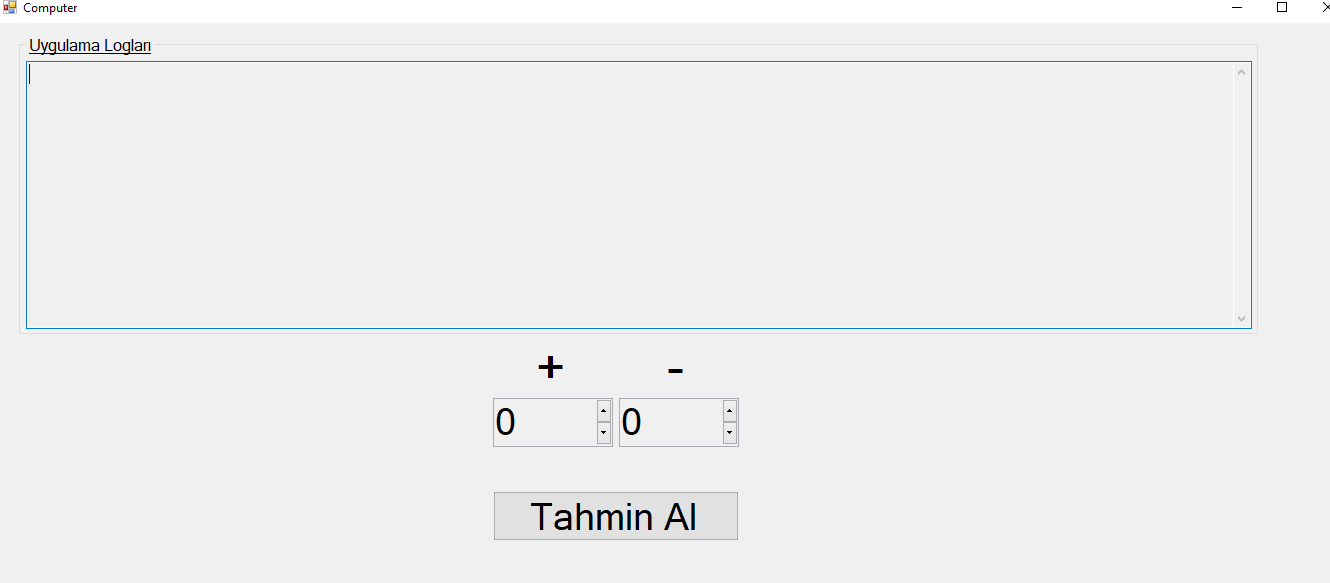 Computer
Uygulama Logları
+ -
0 0
Tahmin Al